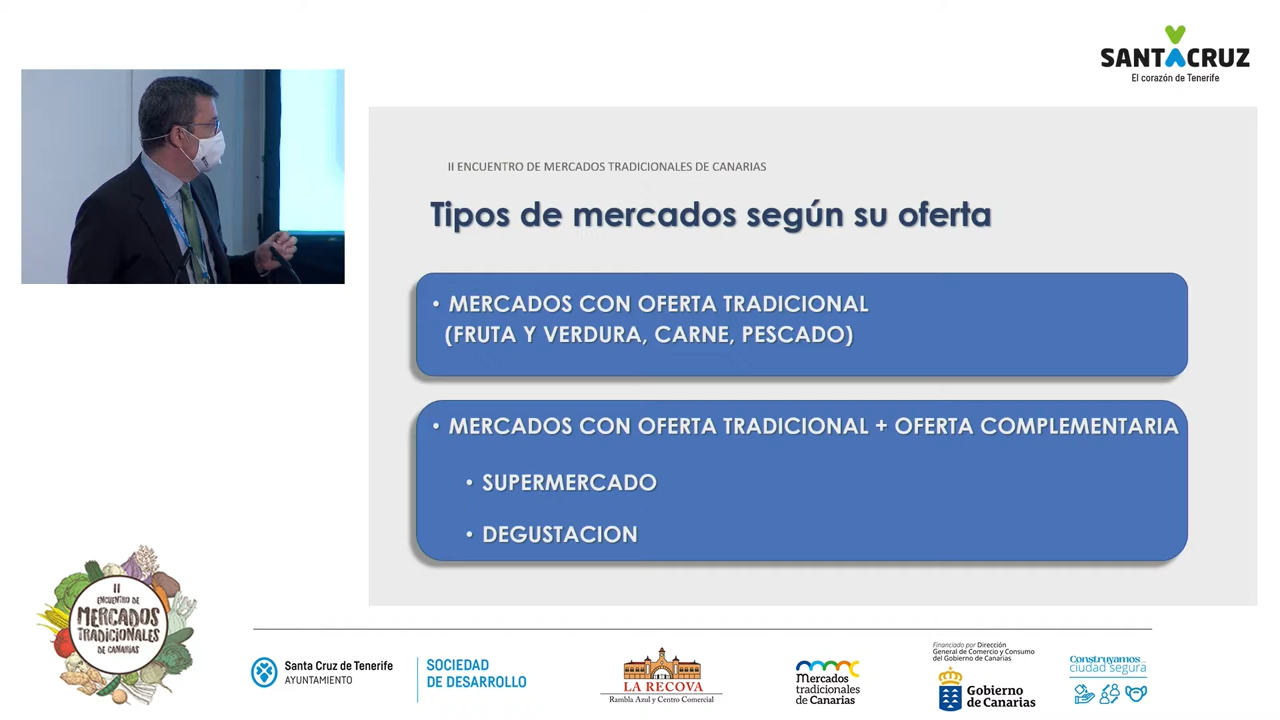 SANTACRUZ
El corazón de Tenerife
II ENCUENTRO DE MERCADOS TRADICIONALES DE CANARIAS
Tipos de mercados según su oferta
• MERCADOS CON OFERTA TRADICIONAL
(FRUTA Y VERDURA, CARNE, PESCADO)
• MERCADOS CON OFERTA TRADICIONAL + OFERTA COMPLEMENTARIA
• SUPERMERCADO
• DEGUSTACION
II
ENCUENTRO DE
MERCADOS
TRADICIONALES
DE CANARIAS
Santa Cruz de Tenerife
AYUNTAMIENTO
SOCIEDAD
DE DESARROLLO
LA RECOVA
Rambla Azul y Centro Comercial
Mercados
tradicionales
de Canarias
Financiado por Dirección
General de Comercio y Consumo
del Gobierno de Canarias
Gobierno
de Canarias
Construyamos...
ciudad segura